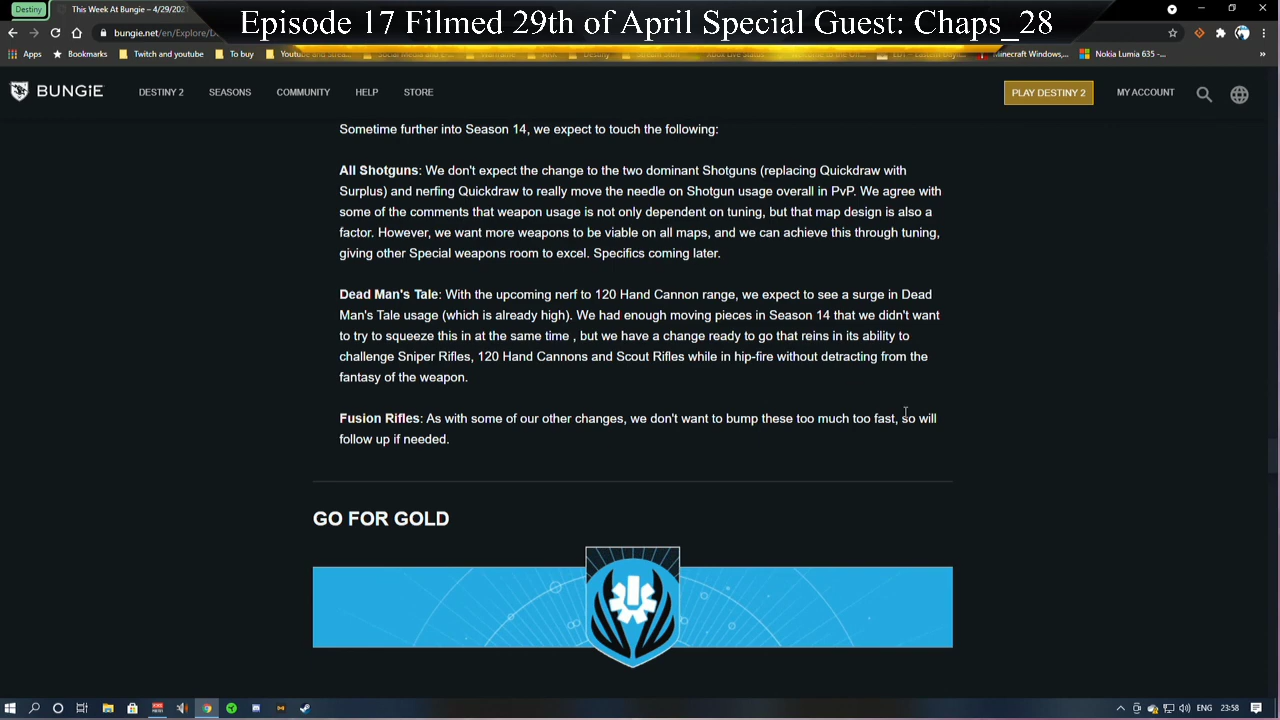 Episode 17 Filmed 29th of April Special Guest: Chaps_28
Destiny
This Week At Bungie – 4/29/202
bungie.net/en/Explore/D
Apps
Bookmarks
Twitch and youtube
To buy
Minecraft Windows,...
Nokia Lumia 635 -...
BUNGiE
DESTINY 2
SEASONS
COMMUNITY
HELP
STORE
PLAY DESTINY 2
MY ACCOUNT
Sometime further into Season 14, we expect to touch the following:
All Shotguns: We don't expect the change to the two dominant Shotguns (replacing Quickdraw with
Surplus) and nerfing Quickdraw to really move the needle on Shotgun usage overall in PvP. We agree with
some of the comments that weapon usage is not only dependent on tuning, but that map design is also a
factor. However, we want more weapons to be viable on all maps, and we can achieve this through tuning,
giving other Special weapons room to excel. Specifics coming later.
Dead Man's Tale: With the upcoming nerf to 120 Hand Cannon range, we expect to see a surge in Dead
Man's Tale usage (which is already high). We had enough moving pieces in Season 14 that we didn't want
to try to squeeze this in at the same time , but we have a change ready to go that reins in its ability to
challenge Sniper Rifles, 120 Hand Cannons and Scout Rifles while in hip-fire without detracting from the
fantasy of the weapon.
Fusion Rifles: As with some of our other changes, we don't want to bump these too much too fast, so will
follow up if needed.
GO FOR GOLD
ENG
23:58